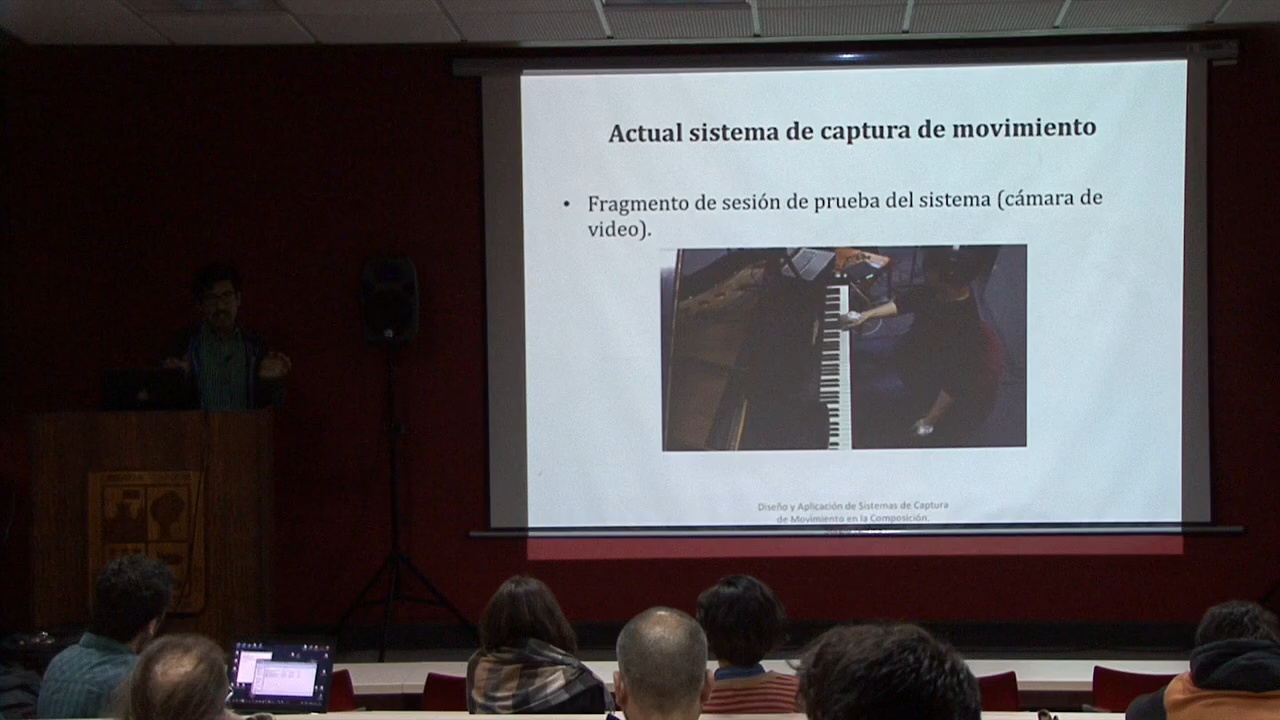 Actual sistema de captura de movimiento
• Fragmento de sesión de prueba del sistema (cámara de
video).
Diseño y Aplicación de Sistemas de Captura
de Movimiento en la Composición.